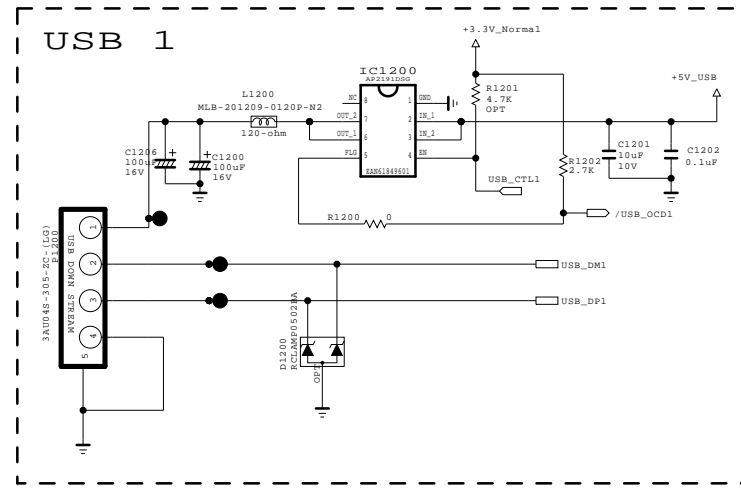 USB 1
+3.3V_Normal
+5V_USB
IC1200
AP2191DSG
NC
8
1
GND
OUT_2
7
2
IN_1
OUT_1
6
3
IN_2
FLG
5
4
EN
EAN61849601
L1200
MLB-201209-0120P-N2
120-ohm
R1201
4.7K
OPT
C1206
100uF
16V
C1200
100uF
16V
C1201
10uF
10V
C1202
0.1uF
R1202
2.7K
USB_CTL1
R1200
0
/USB_OCD1
3AU04S-305-ZC-(LG)
P1200
USB DOWN STREAM
1
2
3
4
5
USB_DM1
USB_DP1
D1200
RCLAMP0502BA
OPT